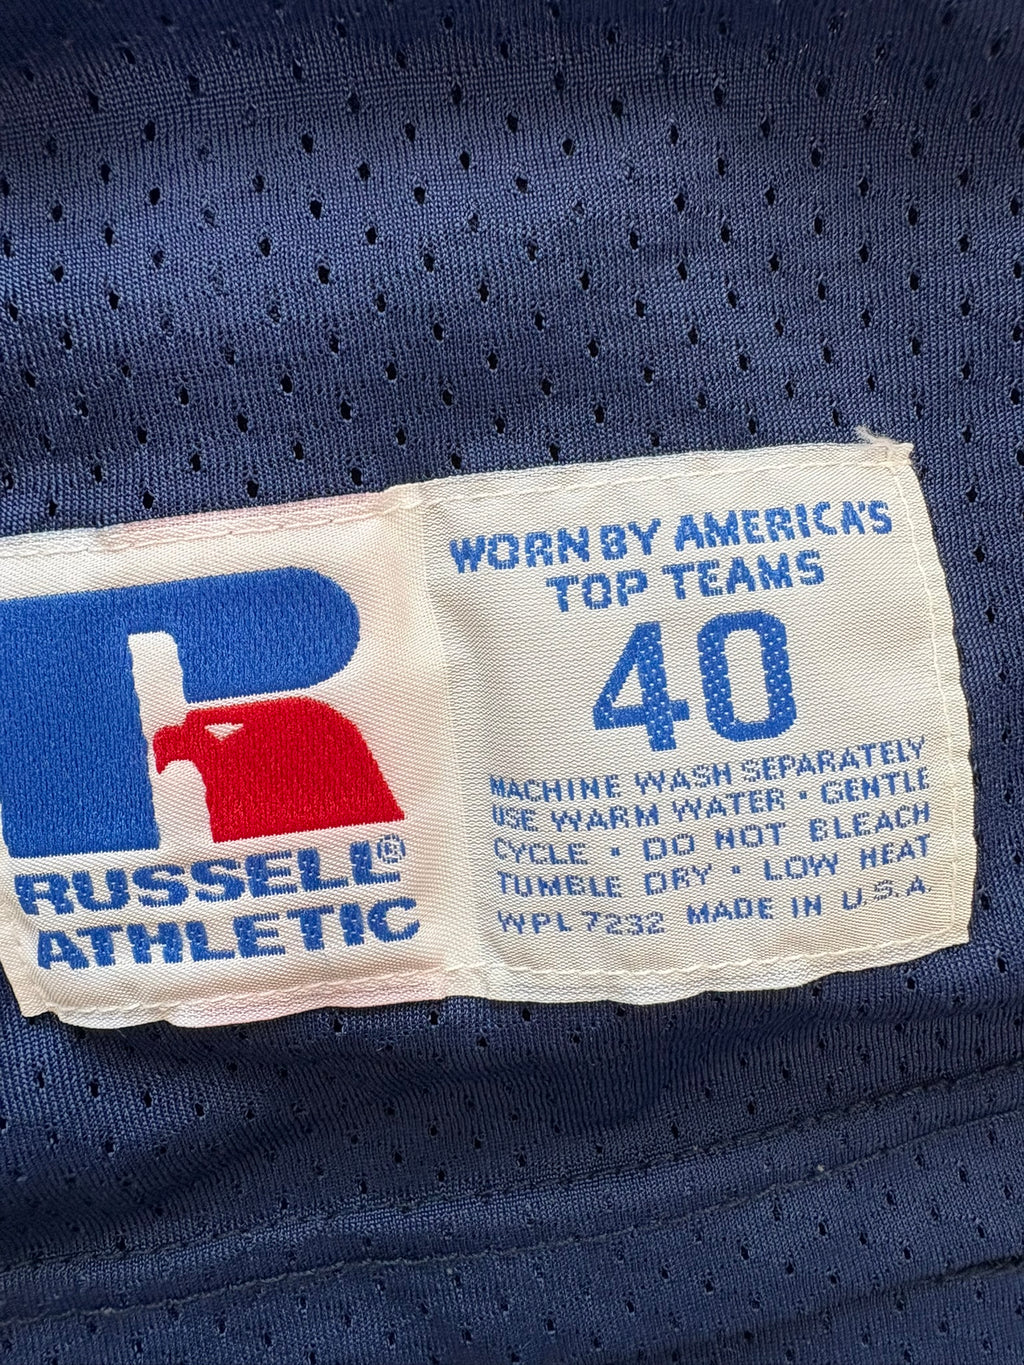 RUSSELL®
ATHLETIC
WORN BY AMERICA'S
TOP TEAMS
40
MACHINE WASH SEPARATELY
USE WARM WATER • GENTLE
CYCLE • DO NOT BLEACH
TUMBLE DRY • LOW HEAT
WPL 7232 MADE IN U.S.A.